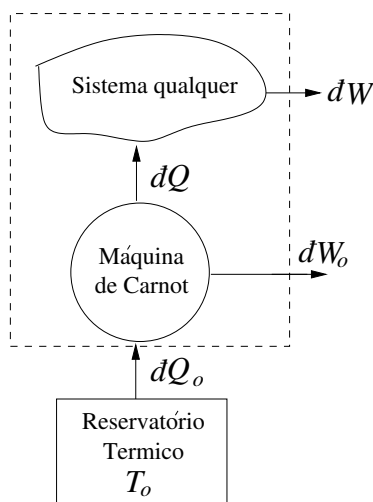 Sistema qualquer
đW
đQ
Máquina
de Carnot
đWₒ
đQₒ
Reservatório
Termico
Tₒ